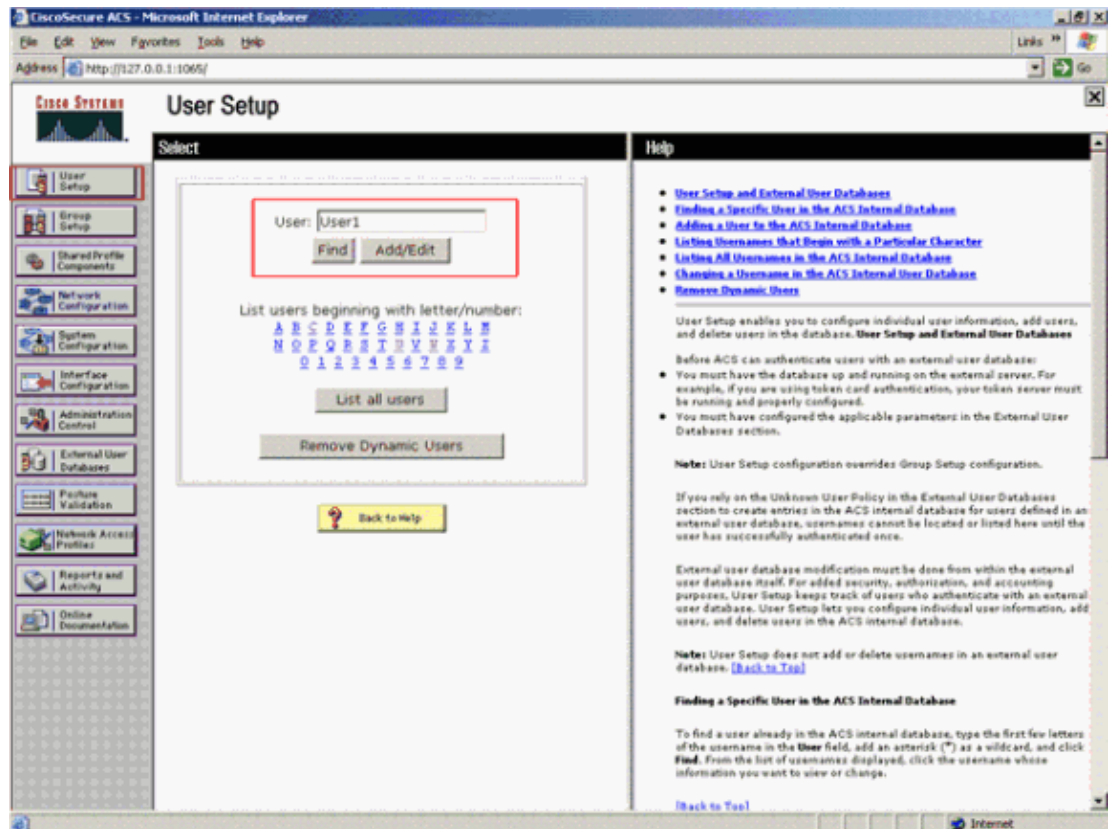 CiscoSecure ACS - Microsoft Internet Explorer
File Edit View Favorites Tools Help
Links »
Address http://127.0.0.1:1065/
Go
CISCO SYSTEMS
User Setup
Select
Help
User Setup
Group Setup
Shared Profile Components
Network Configuration
System Configuration
Interface Configuration
Administration Control
External User Databases
Posture Validation
Network Access Profiles
Reports and Activity
Online Documentation
User: User1
Find Add/Edit
List users beginning with letter/number:
A B C D E F G H I J K L M
N O P Q R S T U V W X Y Z
0 1 2 3 4 5 6 7 8 9
List all users
Remove Dynamic Users
Back to Help
User Setup and External User Databases
Finding a Specific User in the ACS Internal Database
Adding a User to the ACS Internal Database
Listing Usernames that Begin with a Particular Character
Listing All Usernames in the ACS Internal Database
Changing a Username in the ACS Internal User Database
Remove Dynamic Users
User Setup enables you to configure individual user information, add users,
and delete users in the database. User Setup and External User Databases
Before ACS can authenticate users with an external user database:
You must have the database up and running on the external server. For
example, if you are using token card authentication, your token server must
be running and properly configured.
You must have configured the applicable parameters in the External User
Databases section.
Note: User Setup configuration overrides Group Setup configuration.
If you rely on the Unknown User Policy in the External User Databases
section to create entries in the ACS internal database for users defined in an
external user database, usernames cannot be located or listed here until the
user has successfully authenticated once.
External user database modification must be done from within the external
user database itself. For added security, authorization, and accounting
purposes, User Setup keeps track of users who authenticate with an external
user database. User Setup lets you configure individual user information, add
users, and delete users in the ACS internal database.
Note: User Setup does not add or delete usernames in an external user
database. [Back to Top]
Finding a Specific User in the ACS Internal Database
To find a user already in the ACS internal database, type the first few letters
of the username in the User field, add an asterisk (*) as a wildcard, and click
Find. From the list of usernames displayed, click the username whose
information you want to view or change.
[Back to Top]
Internet